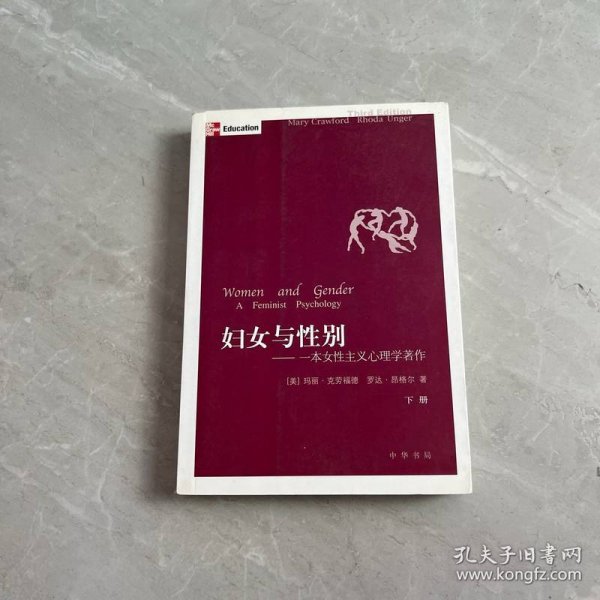 Third Edition
Mc Graw Hill Education
Mary Crawford Rhoda Unger
Women and Gender
A Feminist Psychology
妇女与性别
—— 一本女性主义心理学著作
[美] 玛丽·克劳福德 罗达·昂格尔 著
下册
中华书局
孔夫子旧书网
www.kongfz.com